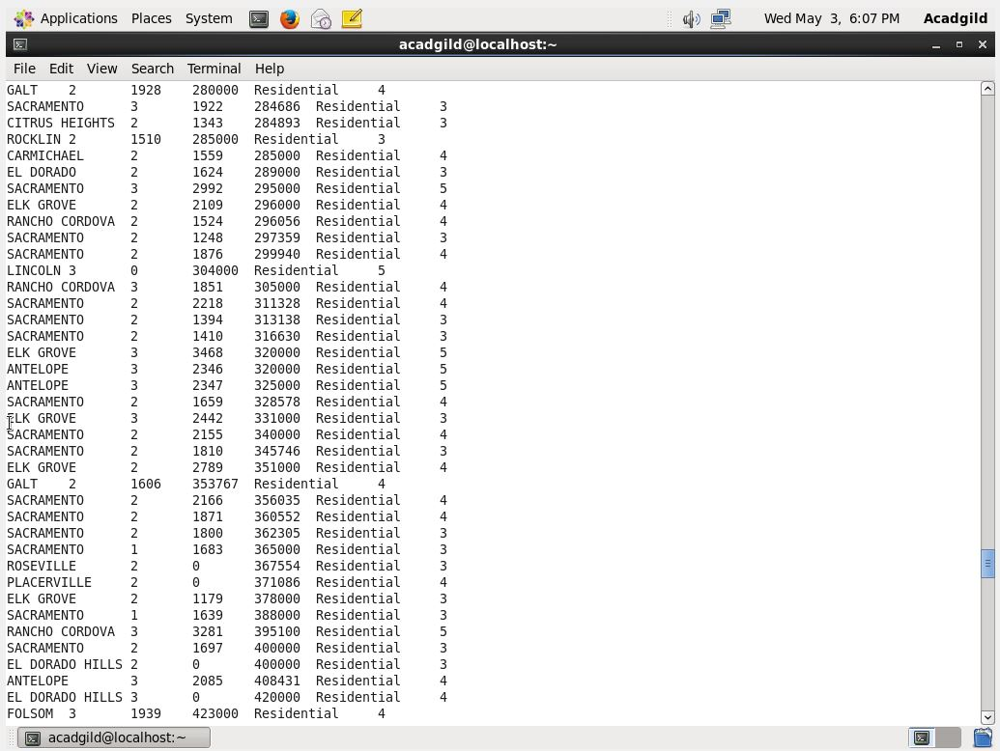 Applications Places System Wed May 3, 6:07 PM Acadgild
acadgild@localhost:~
File Edit View Search Terminal Help
GALT 2 1928 280000 Residential 4
SACRAMENTO 3 1922 284686 Residential 3
CITRUS HEIGHTS 2 1343 284893 Residential 3
ROCKLIN 2 1510 285000 Residential 3
CARMICHAEL 2 1559 285000 Residential 4
EL DORADO 2 1624 289000 Residential 3
SACRAMENTO 3 2992 295000 Residential 5
ELK GROVE 2 2109 296000 Residential 4
RANCHO CORDOVA 2 1524 296056 Residential 4
SACRAMENTO 2 1248 297359 Residential 3
SACRAMENTO 2 1876 299940 Residential 4
LINCOLN 3 0 304000 Residential 5
RANCHO CORDOVA 3 1851 305000 Residential 4
SACRAMENTO 2 2218 311328 Residential 4
SACRAMENTO 2 1394 313138 Residential 3
SACRAMENTO 2 1410 316630 Residential 3
ELK GROVE 3 3468 320000 Residential 5
ANTELOPE 3 2346 320000 Residential 5
ANTELOPE 3 2347 325000 Residential 5
SACRAMENTO 2 1659 328578 Residential 4
ELK GROVE 3 2442 331000 Residential 3
SACRAMENTO 2 2155 340000 Residential 4
SACRAMENTO 2 1810 345746 Residential 3
ELK GROVE 2 2789 351000 Residential 4
GALT 2 1606 353767 Residential 4
SACRAMENTO 2 2166 356035 Residential 4
SACRAMENTO 2 1871 360552 Residential 4
SACRAMENTO 2 1800 362305 Residential 3
SACRAMENTO 1 1683 365000 Residential 3
ROSEVILLE 2 0 367554 Residential 3
PLACERVILLE 2 0 371086 Residential 4
ELK GROVE 2 1179 378000 Residential 3
SACRAMENTO 1 1639 388000 Residential 3
RANCHO CORDOVA 3 3281 395100 Residential 5
SACRAMENTO 2 1697 400000 Residential 3
EL DORADO HILLS 2 0 400000 Residential 3
ANTELOPE 3 2085 408431 Residential 4
EL DORADO HILLS 3 0 420000 Residential 4
FOLSOM 3 1939 423000 Residential 4
acadgild@localhost:~